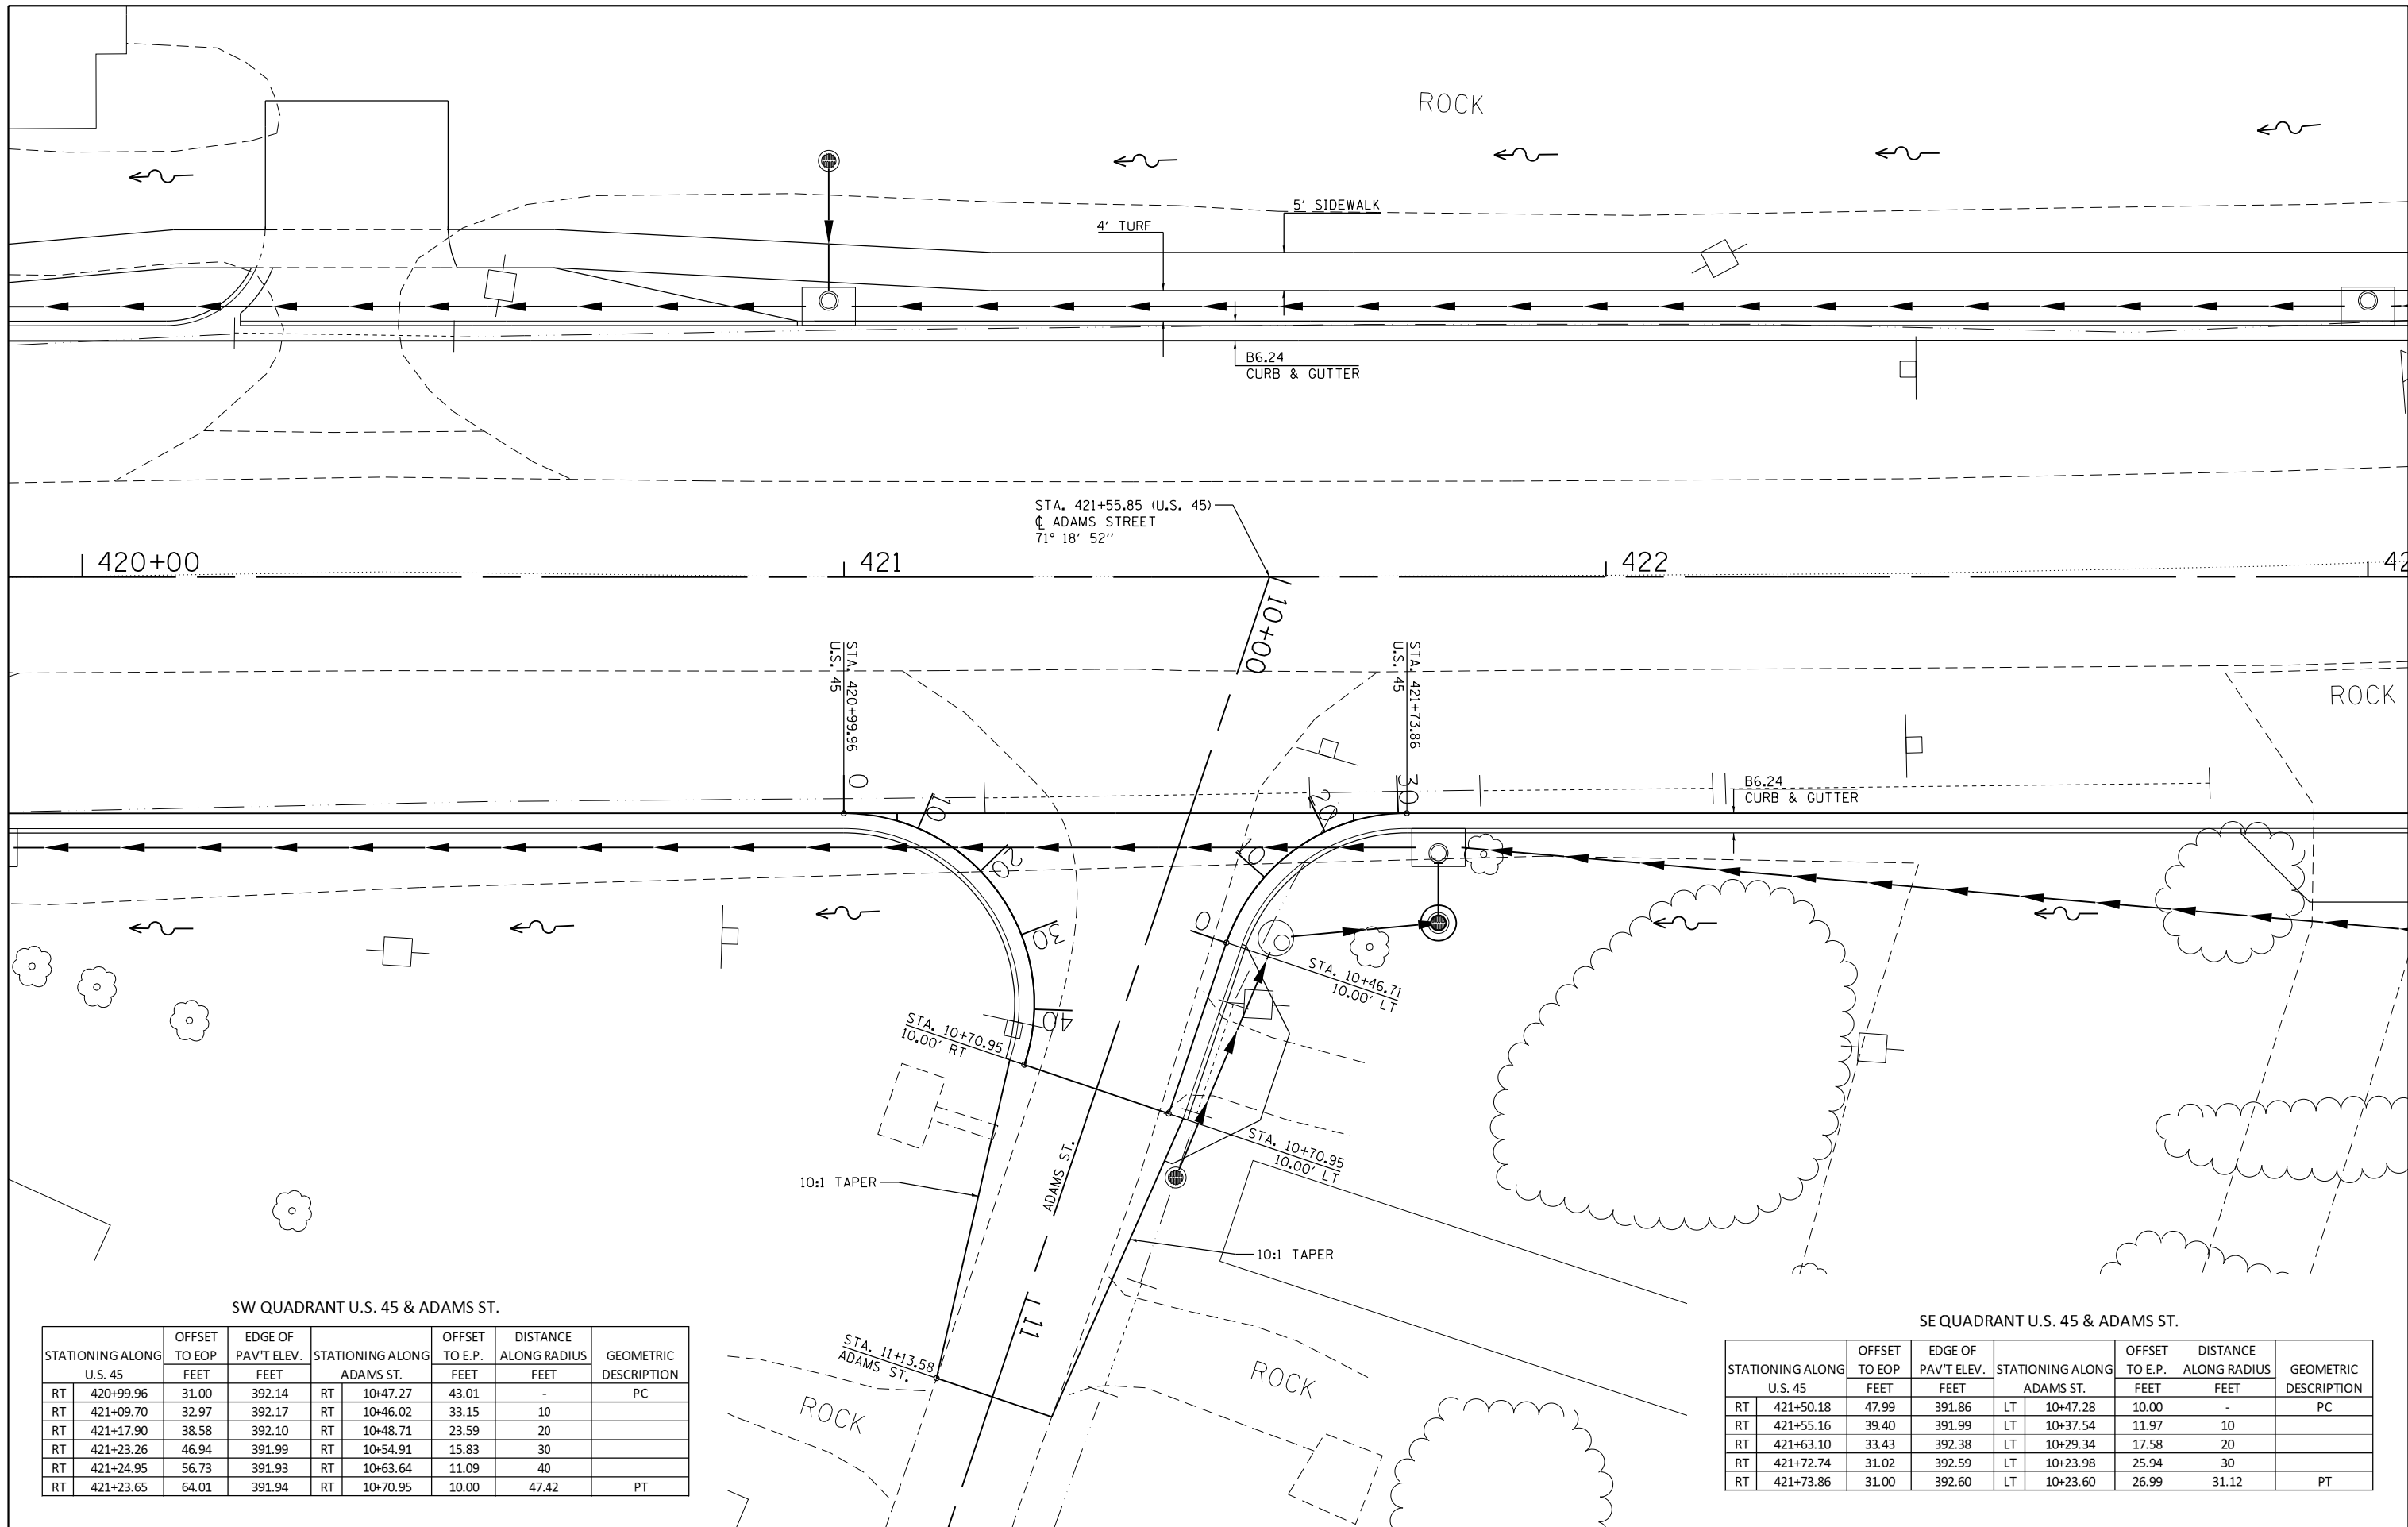 ROCK
5' SIDEWALK
4' TURF
B6.24
CURB & GUTTER
STA. 421+55.85 (U.S. 45)
℄ ADAMS STREET
71° 18' 52''
420+00
421
422
42
10+00
STA. 420+99.96
U.S. 45
STA. 421+73.86
U.S. 45
ROCK
0
10
20
30
40
30
20
10
0
B6.24
CURB & GUTTER
STA. 10+46.71
10.00' LT
STA. 10+70.95
10.00' RT
STA. 10+70.95
10.00' LT
ADAMS ST.
10:1 TAPER
10:1 TAPER
11
STA. 11+13.58
ADAMS ST.
ROCK
ROCK
SW QUADRANT U.S. 45 & ADAMS ST.
STATIONING ALONG U.S. 45 OFFSET TO EOP FEET EDGE OF PAV'T ELEV. FEET STATIONING ALONG ADAMS ST. OFFSET TO E.P. FEET DISTANCE ALONG RADIUS FEET GEOMETRIC DESCRIPTION
RT 420+99.96 31.00 392.14 RT 10+47.27 43.01 - PC
RT 421+09.70 32.97 392.17 RT 10+46.02 33.15 10
RT 421+17.90 38.58 392.10 RT 10+48.71 23.59 20
RT 421+23.26 46.94 391.99 RT 10+54.91 15.83 30
RT 421+24.95 56.73 391.93 RT 10+63.64 11.09 40
RT 421+23.65 64.01 391.94 RT 10+70.95 10.00 47.42 PT
SE QUADRANT U.S. 45 & ADAMS ST.
STATIONING ALONG U.S. 45 OFFSET TO EOP FEET EDGE OF PAV'T ELEV. FEET STATIONING ALONG ADAMS ST. OFFSET TO E.P. FEET DISTANCE ALONG RADIUS FEET GEOMETRIC DESCRIPTION
RT 421+50.18 47.99 391.86 LT 10+47.28 10.00 - PC
RT 421+55.16 39.40 391.99 LT 10+37.54 11.97 10
RT 421+63.10 33.43 392.38 LT 10+29.34 17.58 20
RT 421+72.74 31.02 392.59 LT 10+23.98 25.94 30
RT 421+73.86 31.00 392.60 LT 10+23.60 26.99 31.12 PT